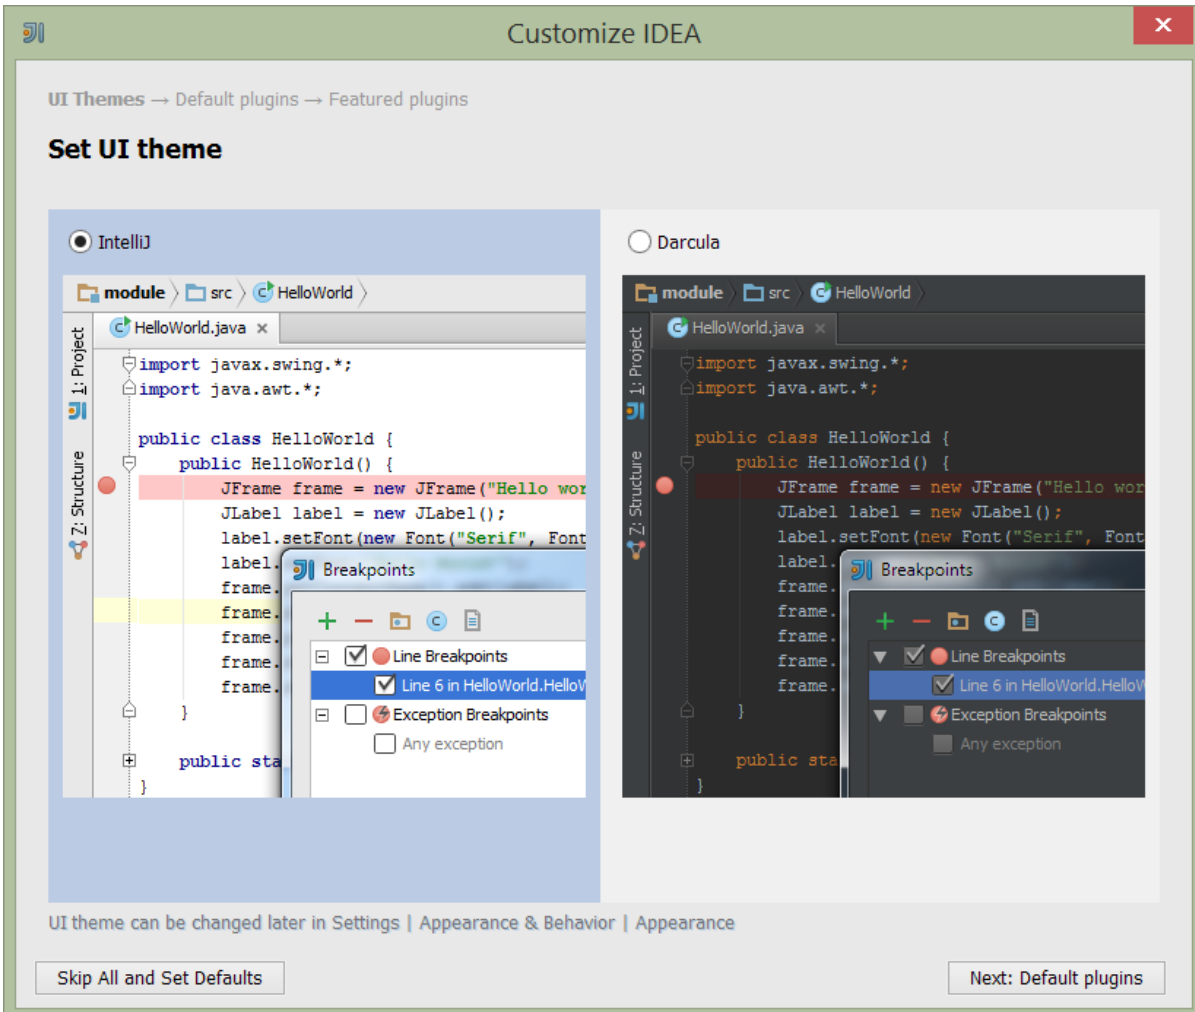 Customize IDEA
UI Themes → Default plugins → Featured plugins
Set UI theme
IntelliJ
module src HelloWorld
1: Project
7: Structure
HelloWorld.java
import javax.swing.*;
import java.awt.*;
public class HelloWorld {
public HelloWorld() {
JFrame frame = new JFrame("Hello wor
JLabel label = new JLabel();
label.setFont(new Font("Serif", Font
label.
frame.
frame.
frame.
frame.
frame.
}
public sta
}
Breakpoints
Line Breakpoints
Line 6 in HelloWorld.HelloW
Exception Breakpoints
Any exception
Darcula
module src HelloWorld
1: Project
7: Structure
HelloWorld.java
import javax.swing.*;
import java.awt.*;
public class HelloWorld {
public HelloWorld() {
JFrame frame = new JFrame("Hello wor
JLabel label = new JLabel();
label.setFont(new Font("Serif", Font
label.
frame.
frame.
frame.
frame.
frame.
}
public sta
}
Breakpoints
Line Breakpoints
Line 6 in HelloWorld.HelloW
Exception Breakpoints
Any exception
UI theme can be changed later in Settings | Appearance & Behavior | Appearance
Skip All and Set Defaults
Next: Default plugins